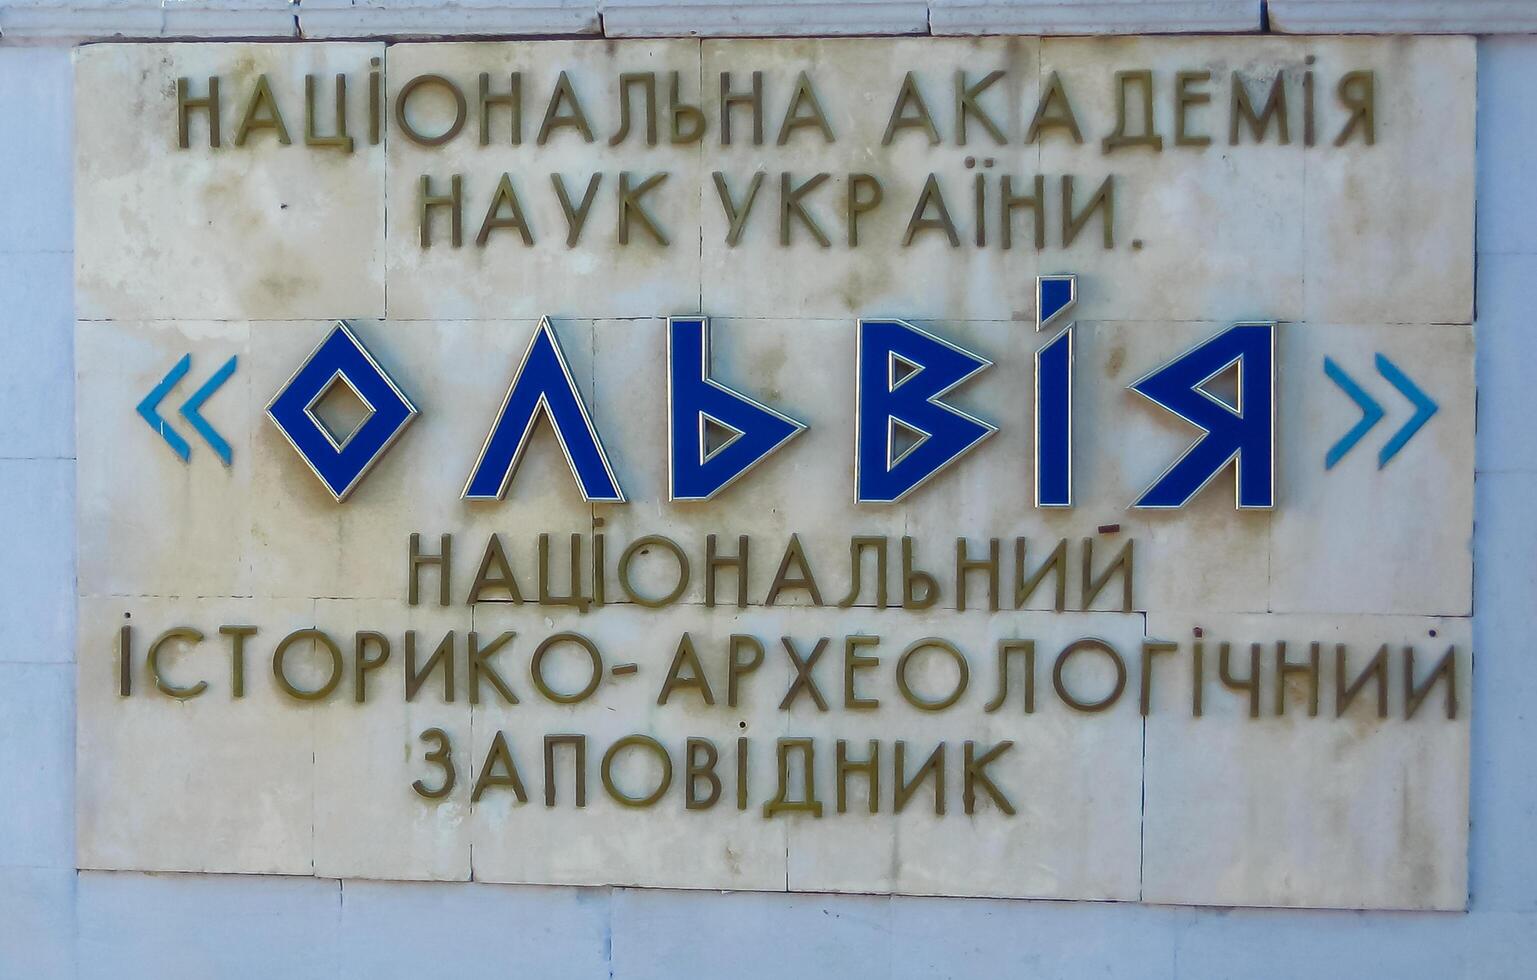 НАЦІОНАЛЬНА АКАДЕМІЯ
НАУК УКРАЇНИ.
«ОЛЬВІЯ»
НАЦІОНАЛЬНИЙ
ІСТОРИКО-АРХЕОЛОГІЧНИЙ
ЗАПОВІДНИК